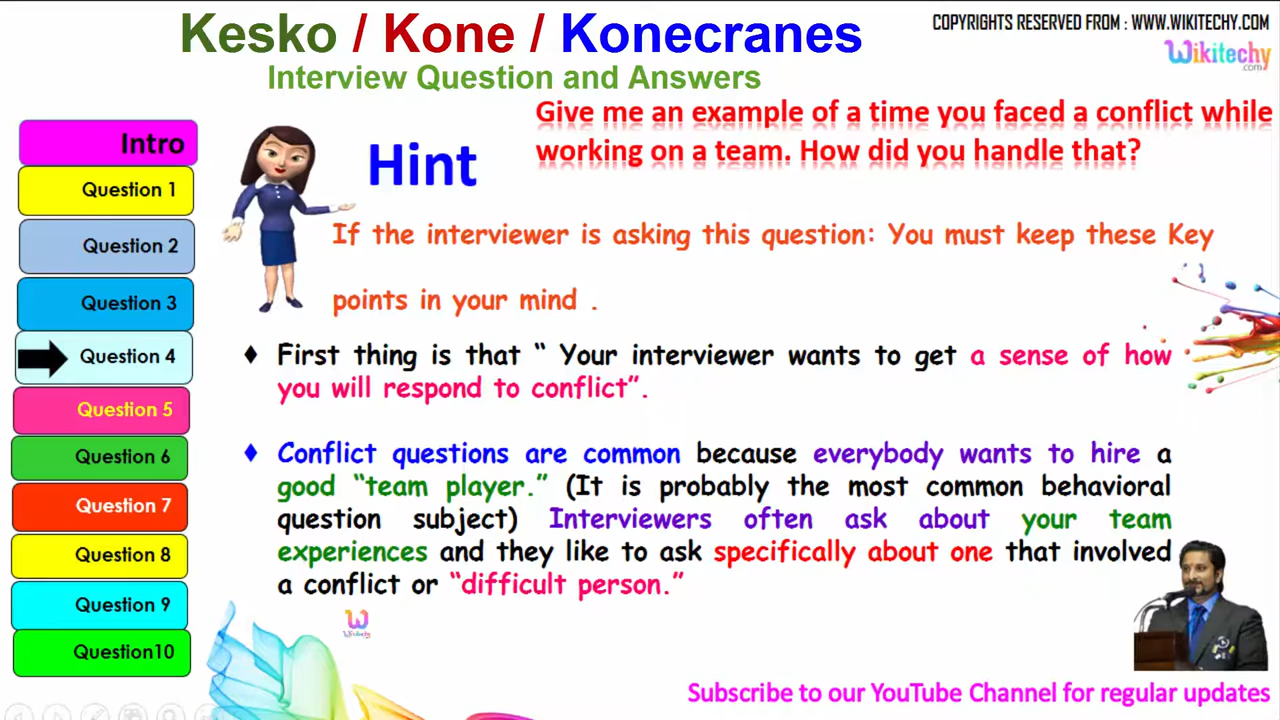 Kesko / Kone / Konecranes
Interview Question and Answers
COPYRIGHTS RESERVED FROM : WWW.WIKITECHY.COM
Wikitechy
.com
Give me an example of a time you faced a conflict while
working on a team. How did you handle that?
Hint
Intro
Question 1
Question 2
Question 3
Question 4
Question 5
Question 6
Question 7
Question 8
Question 9
Question10
If the interviewer is asking this question: You must keep these Key
points in your mind .
♦ First thing is that “ Your interviewer wants to get a sense of how
you will respond to conflict”.
♦ Conflict questions are common because everybody wants to hire a
good “team player.” (It is probably the most common behavioral
question subject) Interviewers often ask about your team
experiences and they like to ask specifically about one that involved
a conflict or “difficult person.”
W
Wikitechy
Subscribe to our YouTube Channel for regular updates